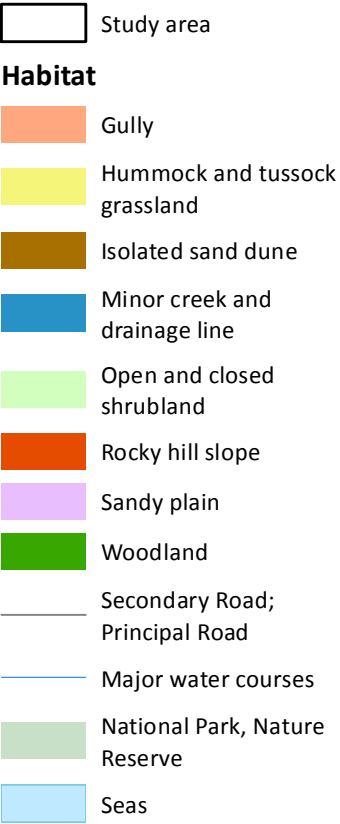 Study area
Habitat
Gully
Hummock and tussock
grassland
Isolated sand dune
Minor creek and
drainage line
Open and closed
shrubland
Rocky hill slope
Sandy plain
Woodland
Secondary Road;
Principal Road
Major water courses
National Park, Nature
Reserve
Seas